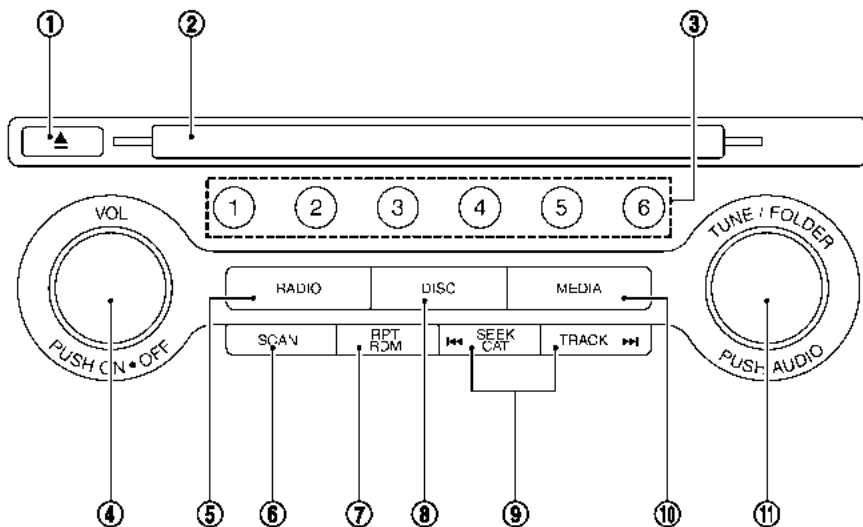 ① ② ③
⏏
1 2 3 4 5 6
VOL
TUNE / FOLDER
RADIO DISC MEDIA
SCAN RPT RDM ⏮ SEEK CAT TRACK ⏭
PUSH ON•OFF
PUSH AUDIO
④ ⑤ ⑥ ⑦ ⑧ ⑨ ⑩ ⑪